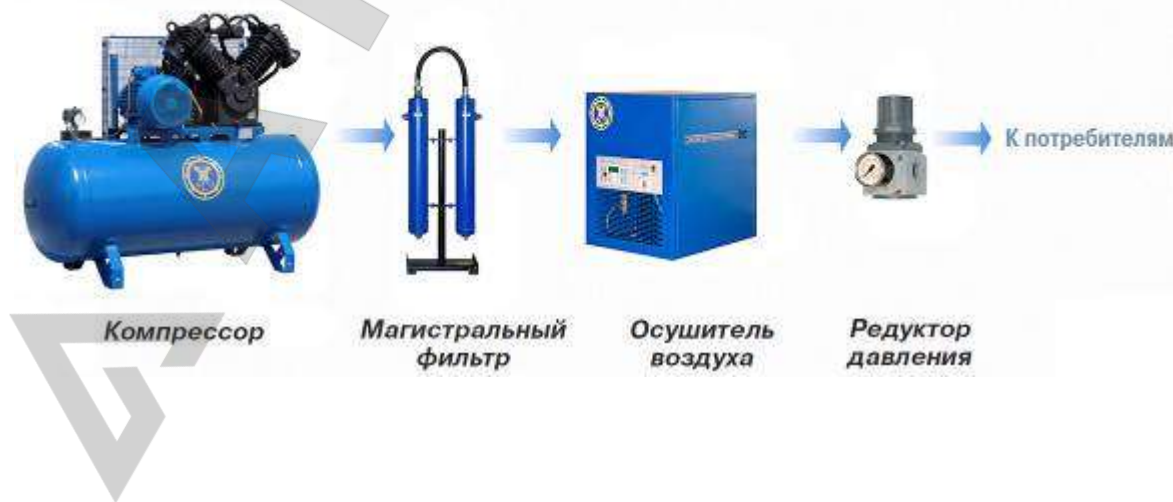 К потребителям
Компрессор
Магистральный
фильтр
Осушитель
воздуха
Редуктор
давления